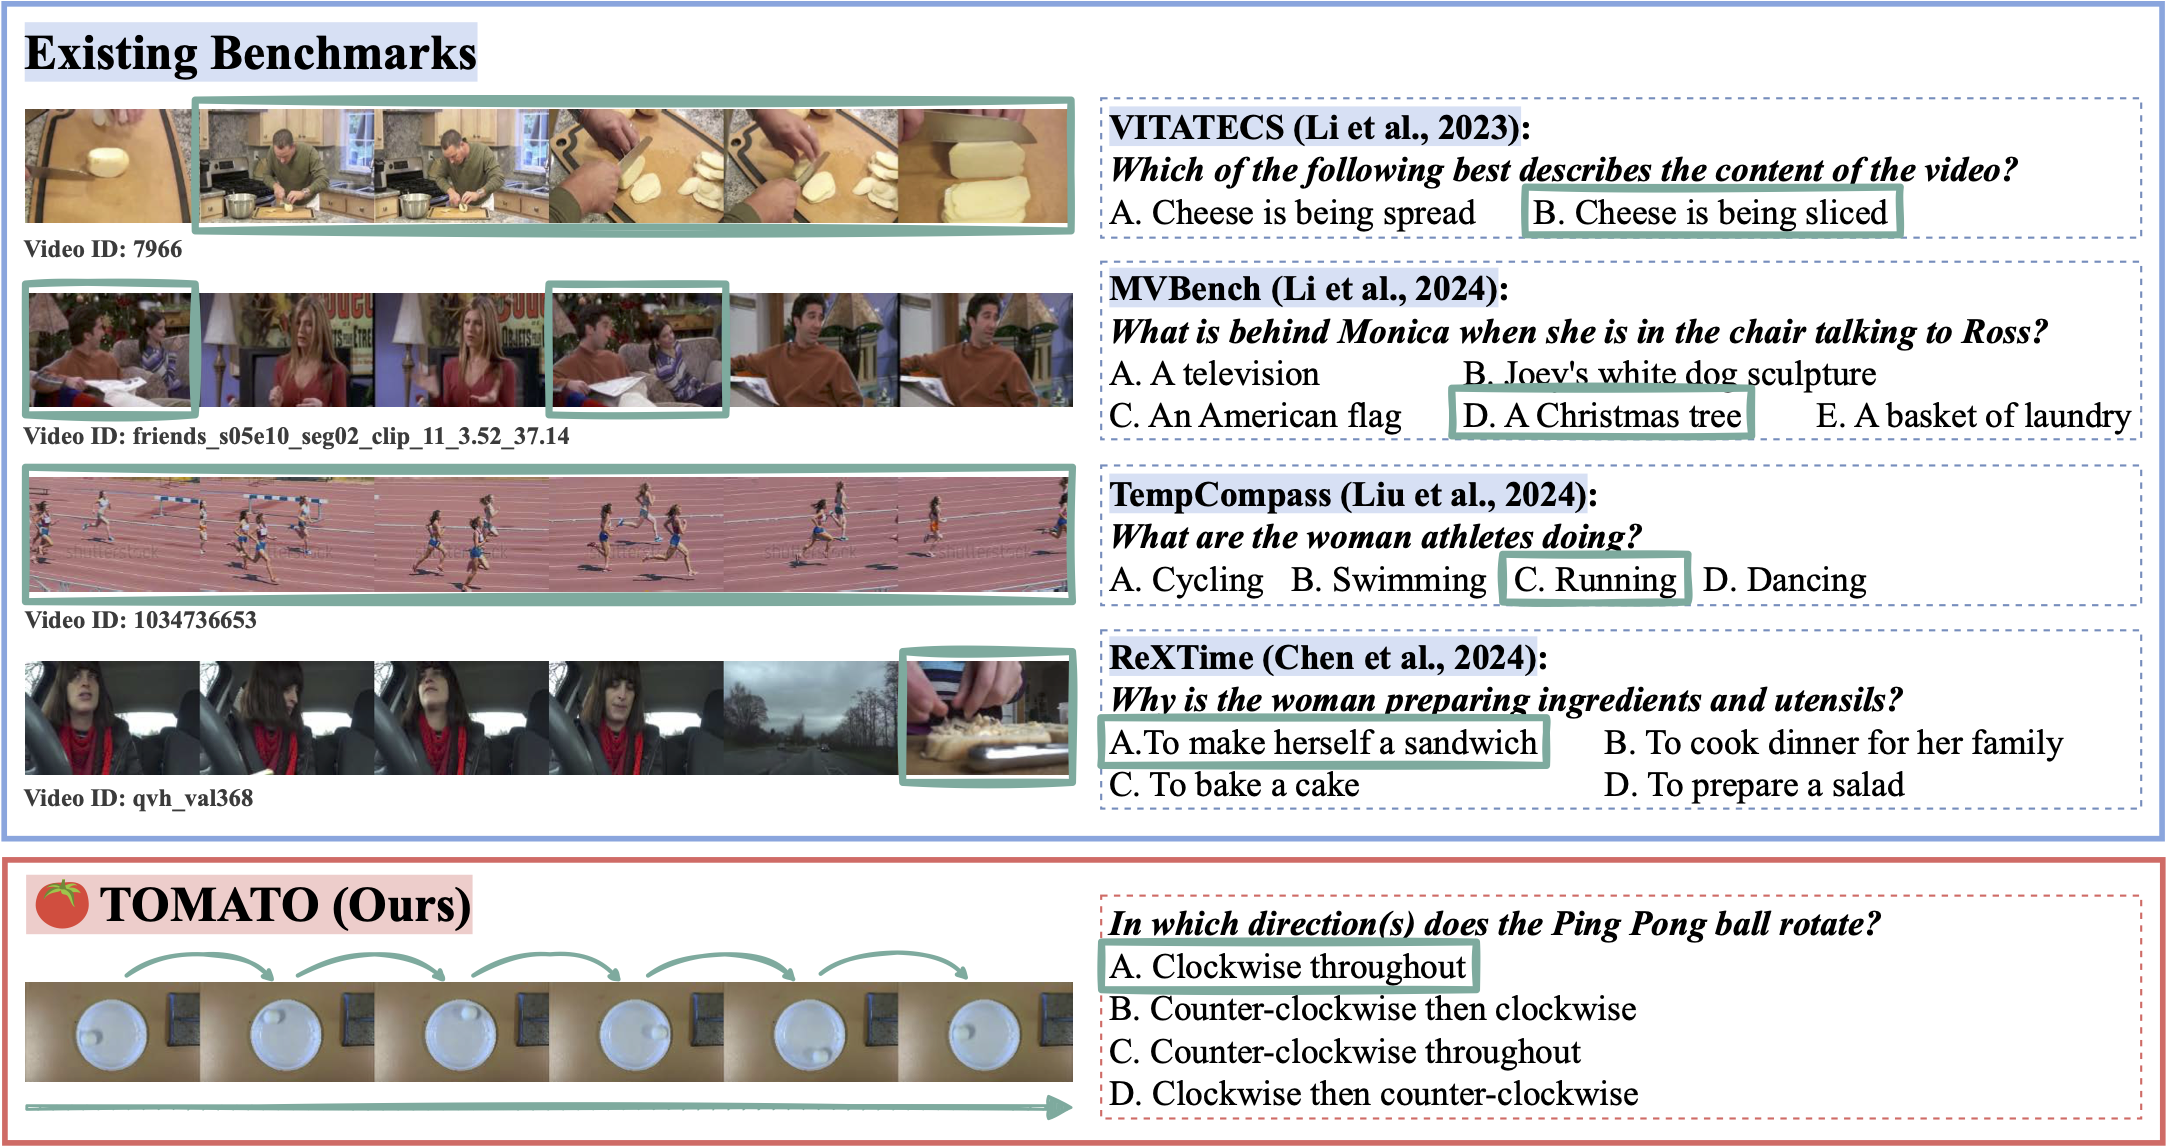 Existing Benchmarks
Video ID: 7966
VITATECS (Li et al., 2023):
Which of the following best describes the content of the video?
A. Cheese is being spread
B. Cheese is being sliced
Video ID: friends_s05e10_seg02_clip_11_3.52_37.14
MVBench (Li et al., 2024):
What is behind Monica when she is in the chair talking to Ross?
A. A television
B. Joey's white dog sculpture
C. An American flag
D. A Christmas tree
E. A basket of laundry
shutterstock
Video ID: 1034736653
TempCompass (Liu et al., 2024):
What are the woman athletes doing?
A. Cycling
B. Swimming
C. Running
D. Dancing
Video ID: qvh_val368
ReXTime (Chen et al., 2024):
Why is the woman preparing ingredients and utensils?
A.To make herself a sandwich
B. To cook dinner for her family
C. To bake a cake
D. To prepare a salad
TOMATO (Ours)
In which direction(s) does the Ping Pong ball rotate?
A. Clockwise throughout
B. Counter-clockwise then clockwise
C. Counter-clockwise throughout
D. Clockwise then counter-clockwise